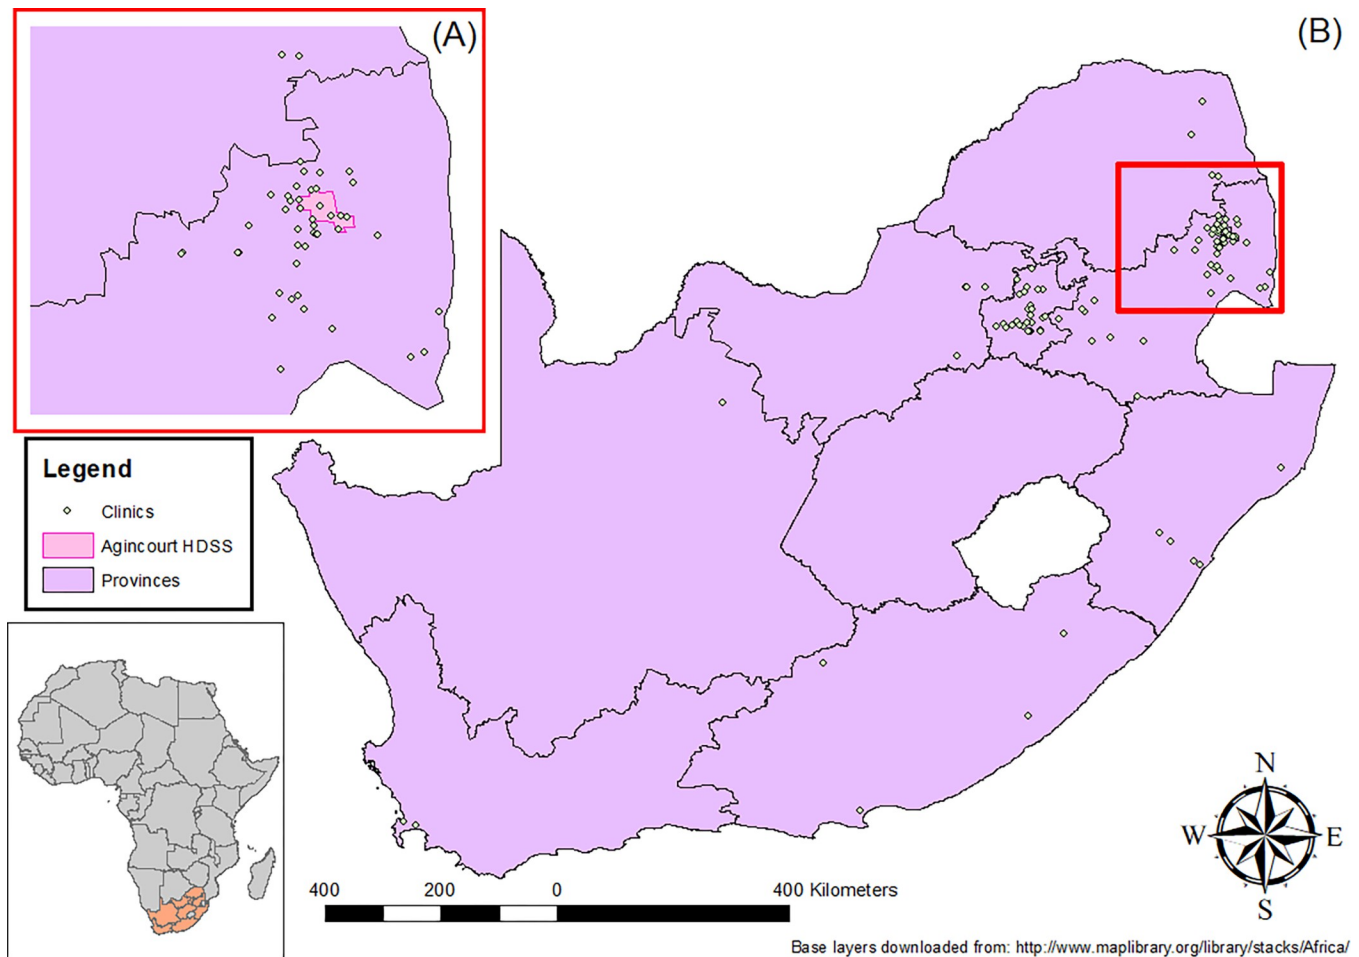 (A)
(B)
Legend
Clinics
Agincourt HDSS
Provinces
N
W
E
S
400 200 0 400 Kilometers
Base layers downloaded from: http://www.maplibrary.org/library/stacks/Africa/